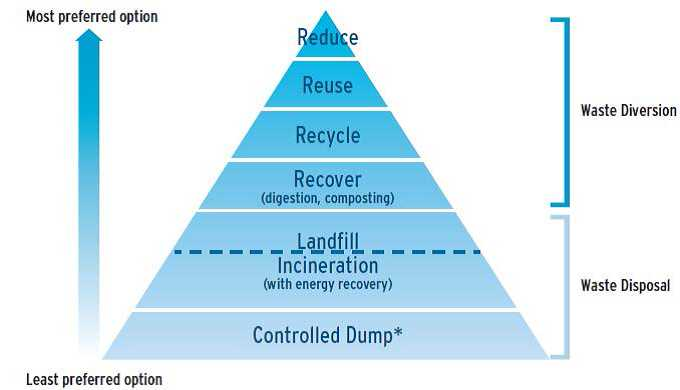 Most preferred option
Reduce
Reuse
Recycle
Recover
(digestion, composting)
Waste Diversion
Landfill
Incineration
(with energy recovery)
Waste Disposal
Controlled Dump*
Least preferred option